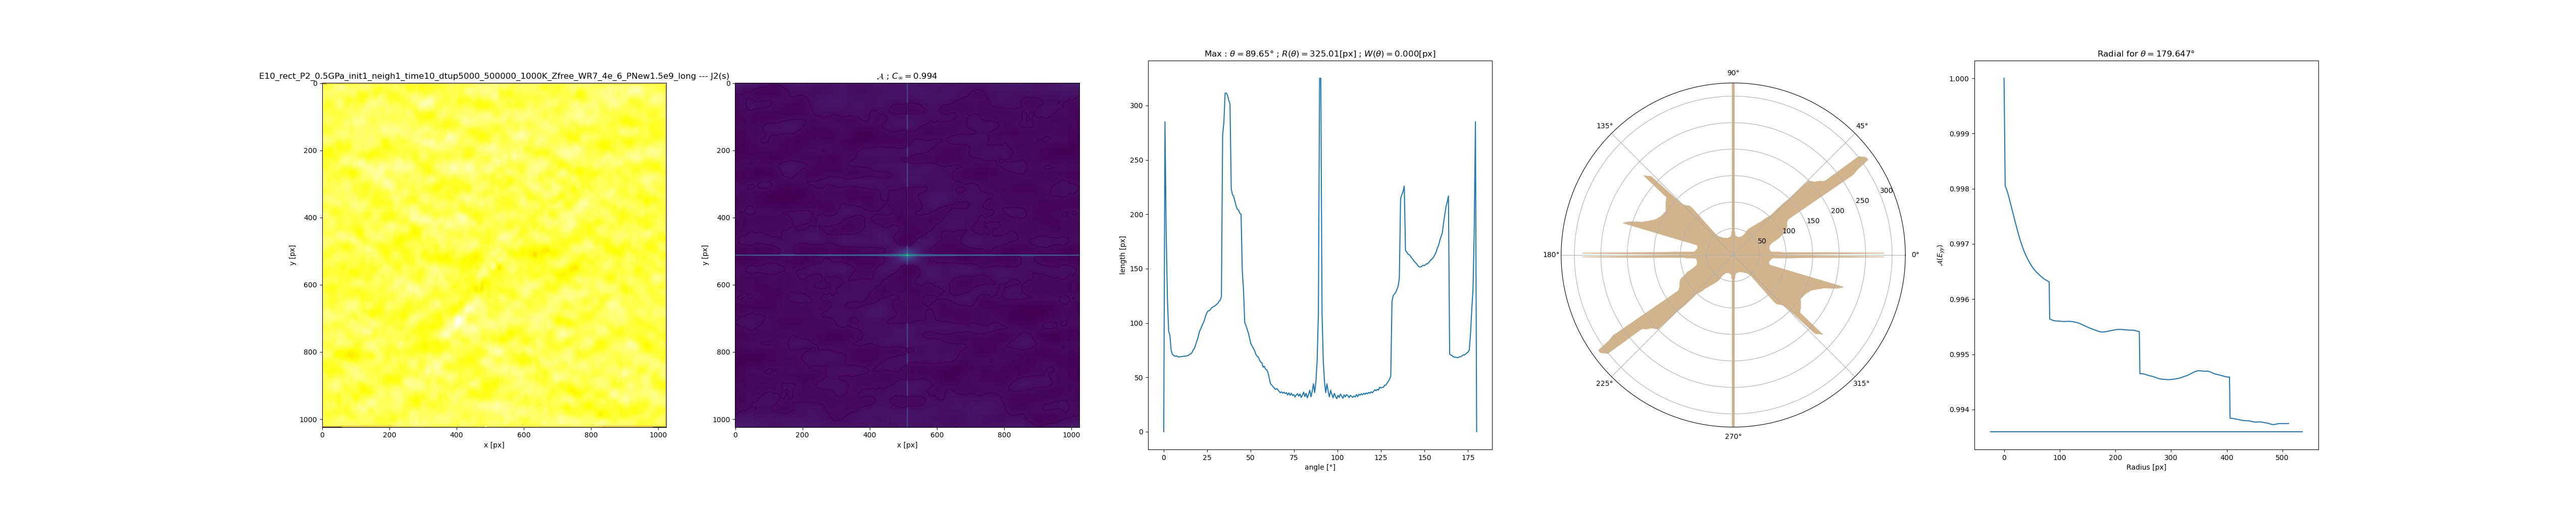 E10_rect_P2_0.5GPa_init1_neigh1_time10_dtup5000_500000_1000K_Zfree_WR7_4e_6_PNew1.5e9_long --- J2(s)
0
200
400
600
800
1000
y [px]
0 200 400 600 800 1000
x [px]
𝒜 ; C∞ = 0.994
0
200
400
600
800
1000
y [px]
0 200 400 600 800 1000
x [px]
Max : θ = 89.65° ; R(θ) = 325.01[px] ; W(θ) = 0.000[px]
300
250
200
150
100
50
0
length [px]
0 25 50 75 100 125 150 175
angle [°]
90°
135° 45°
300
250
200
150
100
50
180° 0°
225° 315°
270°
Radial for θ = 179.647°
1.000
0.999
0.998
0.997
0.996
0.995
0.994
0 100 200 300 400 500
Radius [px]